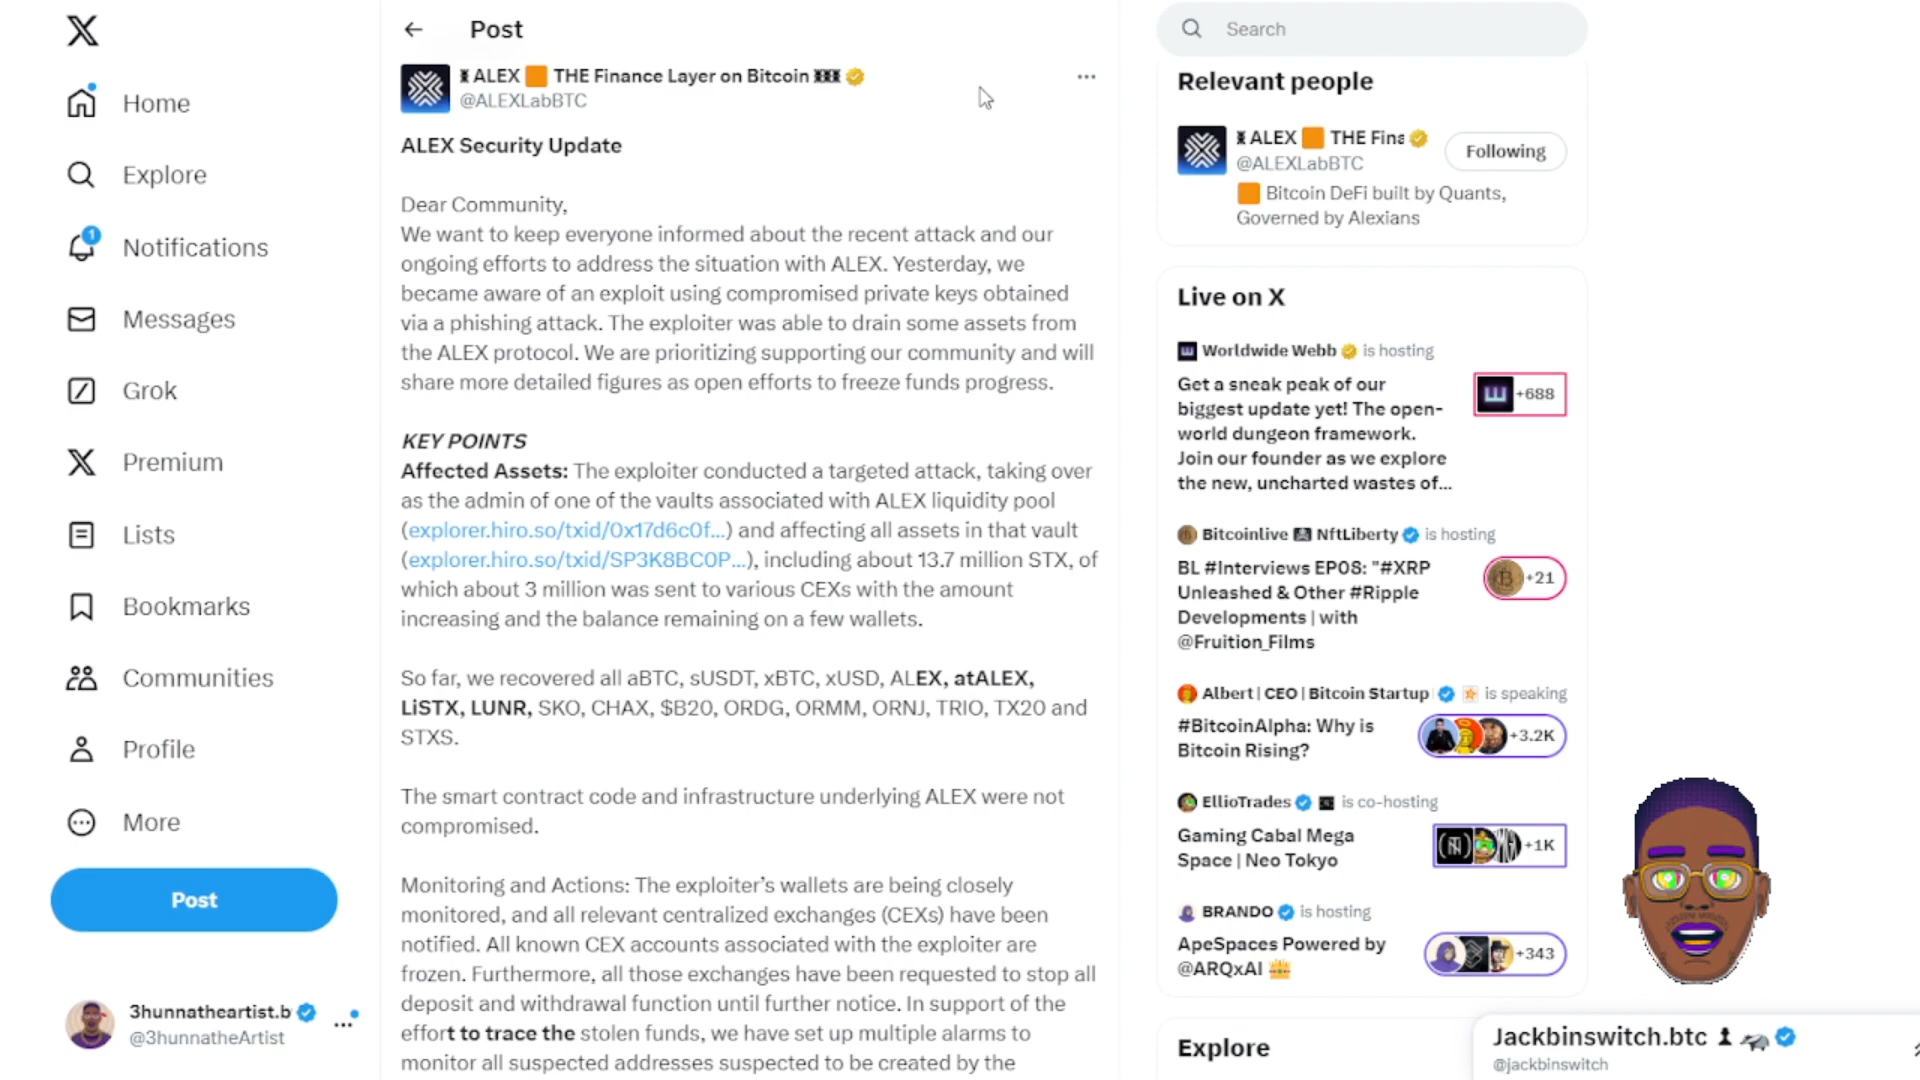 Home
Explore
1
Notifications
Messages
Grok
Premium
Lists
Bookmarks
Communities
Profile
More
Post
3hunnatheartist.b
@3hunnatheArtist
Post
ALEX 🟧 THE Finance Layer on Bitcoin
@ALEXLabBTC
ALEX Security Update
Dear Community,
We want to keep everyone informed about the recent attack and our
ongoing efforts to address the situation with ALEX. Yesterday, we
became aware of an exploit using compromised private keys obtained
via a phishing attack. The exploiter was able to drain some assets from
the ALEX protocol. We are prioritizing supporting our community and will
share more detailed figures as open efforts to freeze funds progress.
KEY POINTS
Affected Assets: The exploiter conducted a targeted attack, taking over
as the admin of one of the vaults associated with ALEX liquidity pool
(explorer.hiro.so/txid/0x17d6c0f...) and affecting all assets in that vault
(explorer.hiro.so/txid/SP3K8BC0P...), including about 13.7 million STX, of
which about 3 million was sent to various CEXs with the amount
increasing and the balance remaining on a few wallets.
So far, we recovered all aBTC, sUSDT, xBTC, xUSD, ALEX, atALEX,
LiSTX, LUNR, SKO, CHAX, $B20, ORDG, ORMM, ORNJ, TRIO, TX20 and
STXS.
The smart contract code and infrastructure underlying ALEX were not
compromised.
Monitoring and Actions: The exploiter’s wallets are being closely
monitored, and all relevant centralized exchanges (CEXs) have been
notified. All known CEX accounts associated with the exploiter are
frozen. Furthermore, all those exchanges have been requested to stop all
deposit and withdrawal function until further notice. In support of the
effort to trace the stolen funds, we have set up multiple alarms to
monitor all suspected addresses suspected to be created by the
Search
Relevant people
ALEX 🟧 THE Fina
@ALEXLabBTC
Following
🟧 Bitcoin DeFi built by Quants,
Governed by Alexians
Live on X
Worldwide Webb is hosting
Get a sneak peak of our
biggest update yet! The open-
world dungeon framework.
Join our founder as we explore
the new, uncharted wastes of...
+688
Bitcoinlive NftLiberty is hosting
BL #Interviews EP08: "#XRP
Unleashed & Other #Ripple
Developments | with
@Fruition_Films
+21
Albert | CEO | Bitcoin Startup is speaking
#BitcoinAlpha: Why is
Bitcoin Rising?
+3.2K
EllioTrades is co-hosting
Gaming Cabal Mega
Space | Neo Tokyo
+1K
BRANDO is hosting
ApeSpaces Powered by
@ARQxAI
+343
Explore
Jackbinswitch.btc
@jackbinswitch